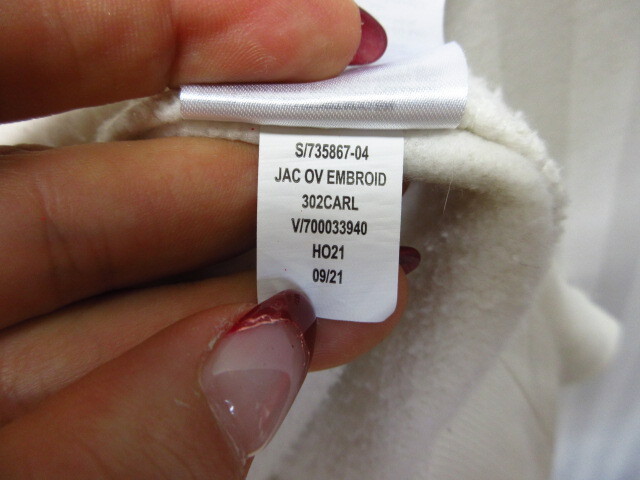 S/735867-04
JAC OV EMBROID
302CARL
V/700033940
HO21
09/21